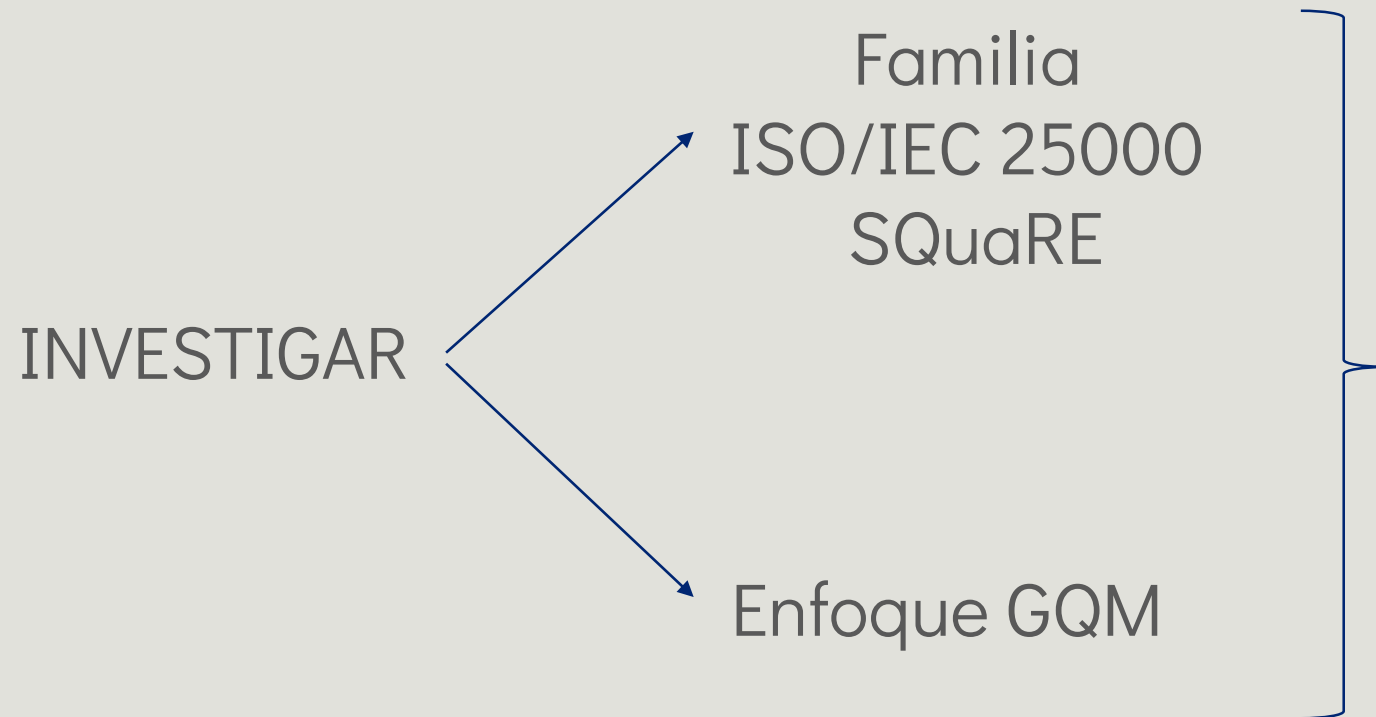 Familia
ISO/IEC 25000
SQuaRE
INVESTIGAR
Enfoque GQM